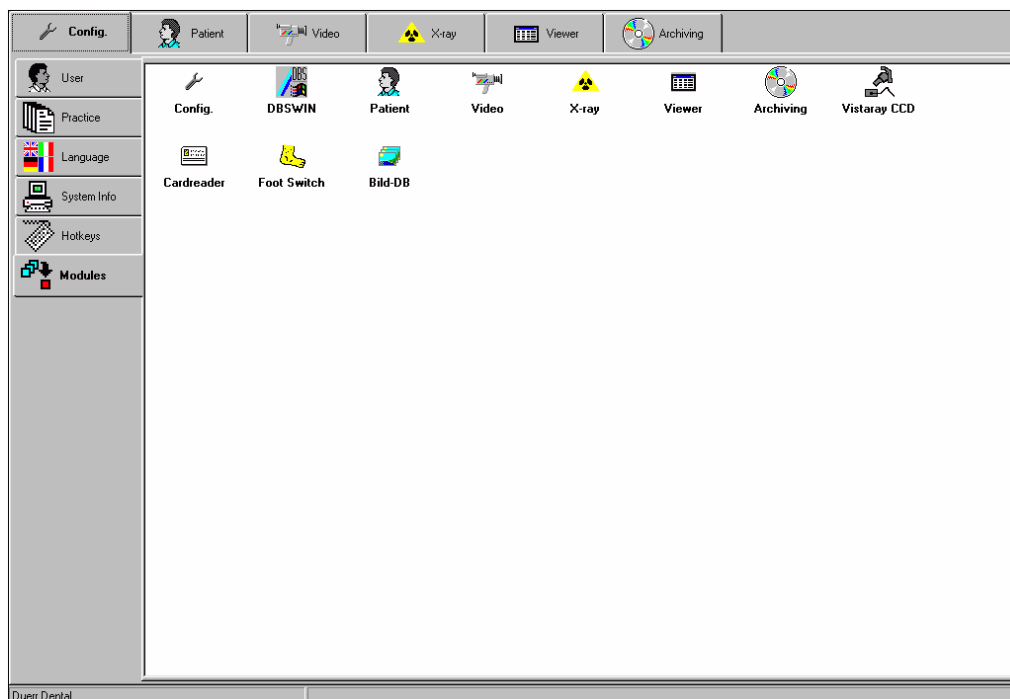 Config. Patient Video X-ray Viewer Archiving
User
Practice
Language
System Info
Hotkeys
Modules
Config. DBSWIN Patient Video X-ray Viewer Archiving Vistaray CCD
DBS
Cardreader Foot Switch Bild-DB
Duerr Dental